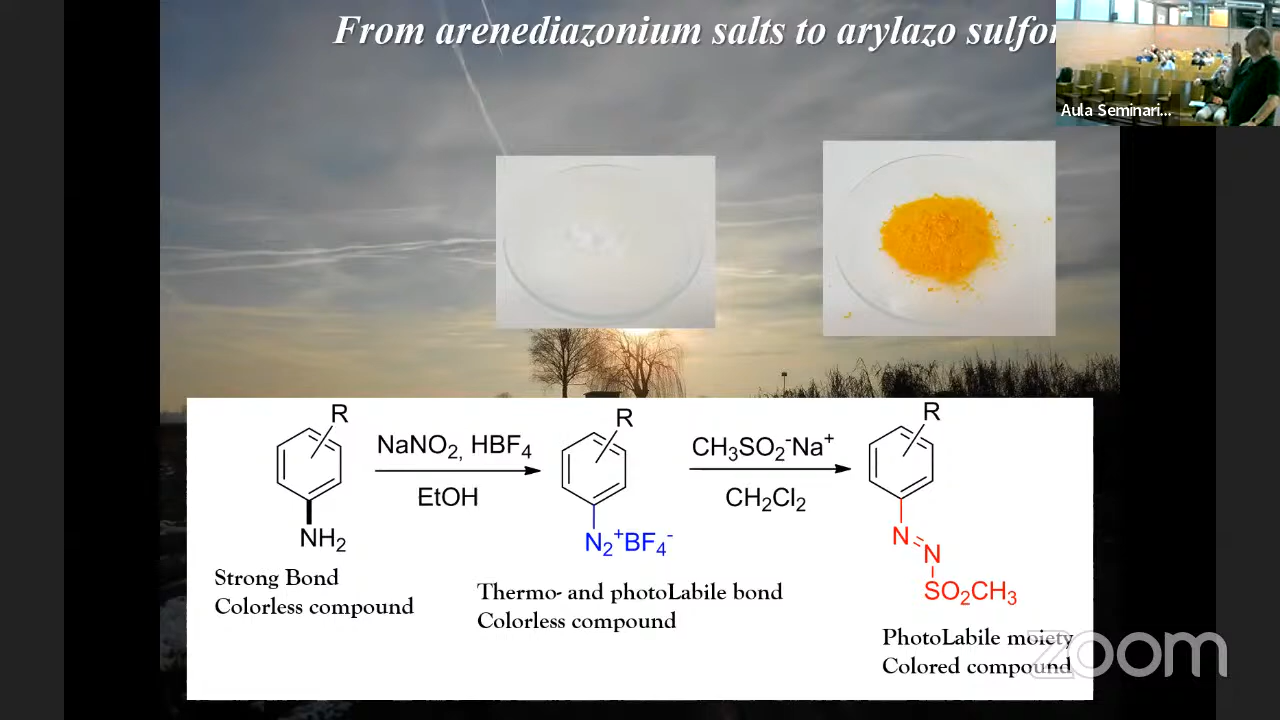 From arenediazonium salts to arylazo sulfo
Aula Seminari...
R
NaNO2, HBF4
EtOH
NH2
Strong Bond
Colorless compound
R
N2+BF4-
Thermo- and photoLabile bond
Colorless compound
CH3SO2-Na+
CH2Cl2
R
N
N
SO2CH3
PhotoLabile moiety
Colored compound
zoom